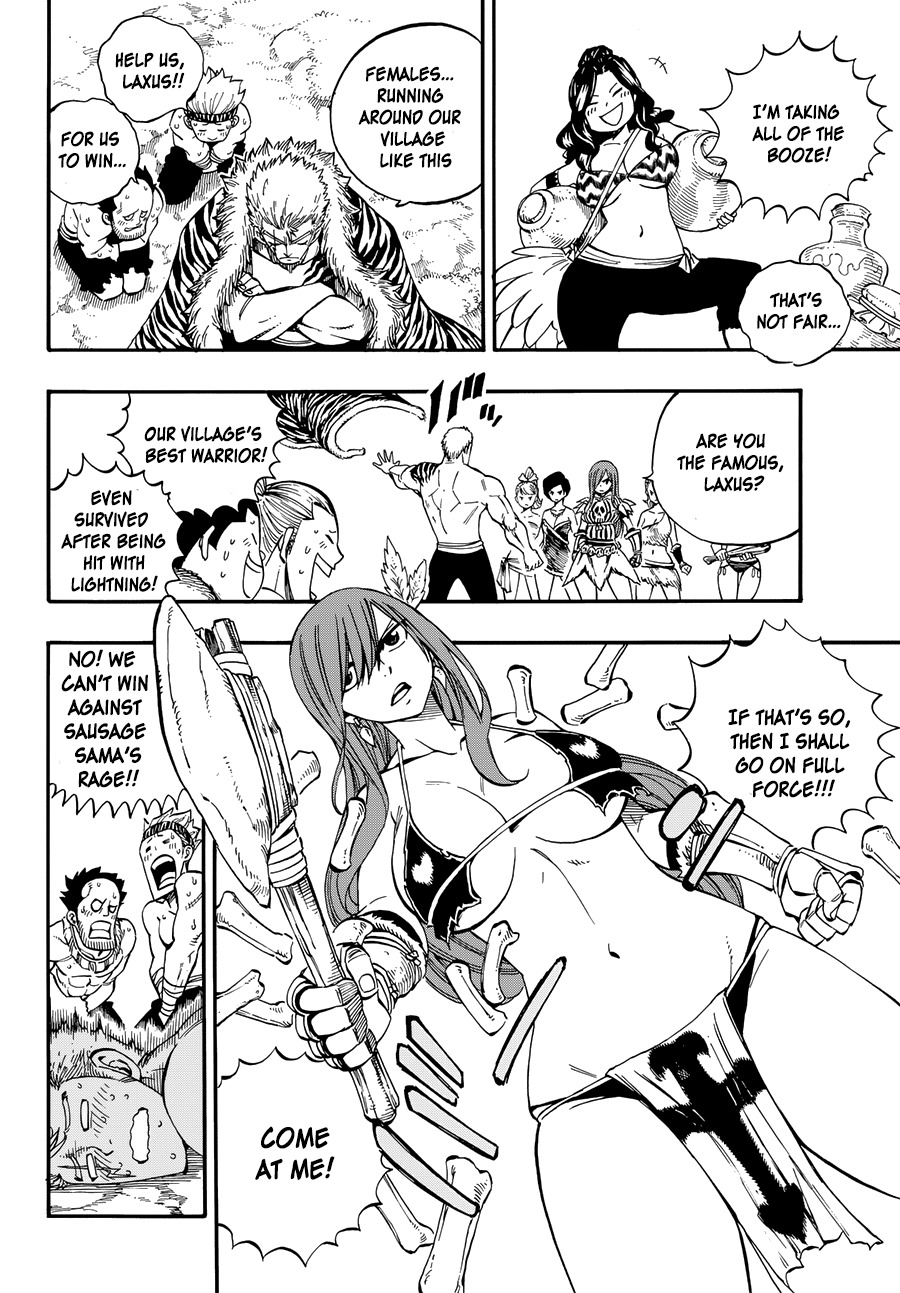 I'M TAKING
ALL OF THE
BOOZE!
THAT'S
NOT FAIR...
FEMALES...
RUNNING
AROUND OUR
VILLAGE
LIKE THIS
HELP US,
LAXUS!!
FOR US
TO WIN...
ARE YOU
THE FAMOUS,
LAXUS?
OUR VILLAGE'S
BEST WARRIOR!
EVEN
SURVIVED
AFTER BEING
HIT WITH
LIGHTNING!
IF THAT'S SO,
THEN I SHALL
GO ON FULL
FORCE!!!
COME
AT ME!
NO! WE
CAN'T WIN
AGAINST
SAUSAGE
SAMA'S
RAGE!!